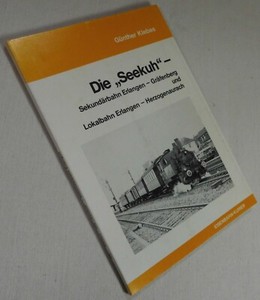 Günther Klebes
Die „Seekuh" –
Sekundärbahn Erlangen – Gräfenberg
und
Lokalbahn Erlangen – Herzogenaurach